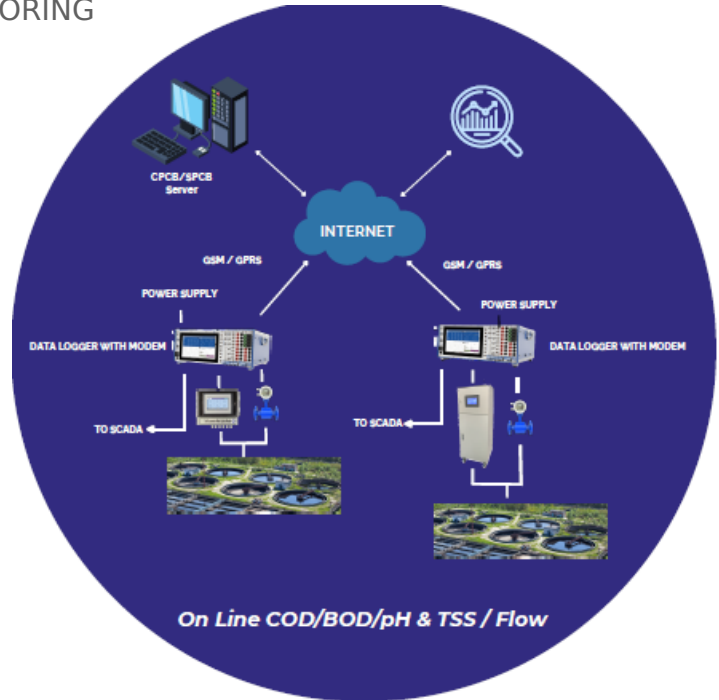 ORING
CPCB/SPCB
Server
INTERNET
GSM / GPRS
GSM / GPRS
POWER SUPPLY
POWER SUPPLY
DATA LOGGER WITH MODEM
DATA LOGGER WITH MODEM
TO SCADA
TO SCADA
On Line COD/BOD/pH & TSS / Flow